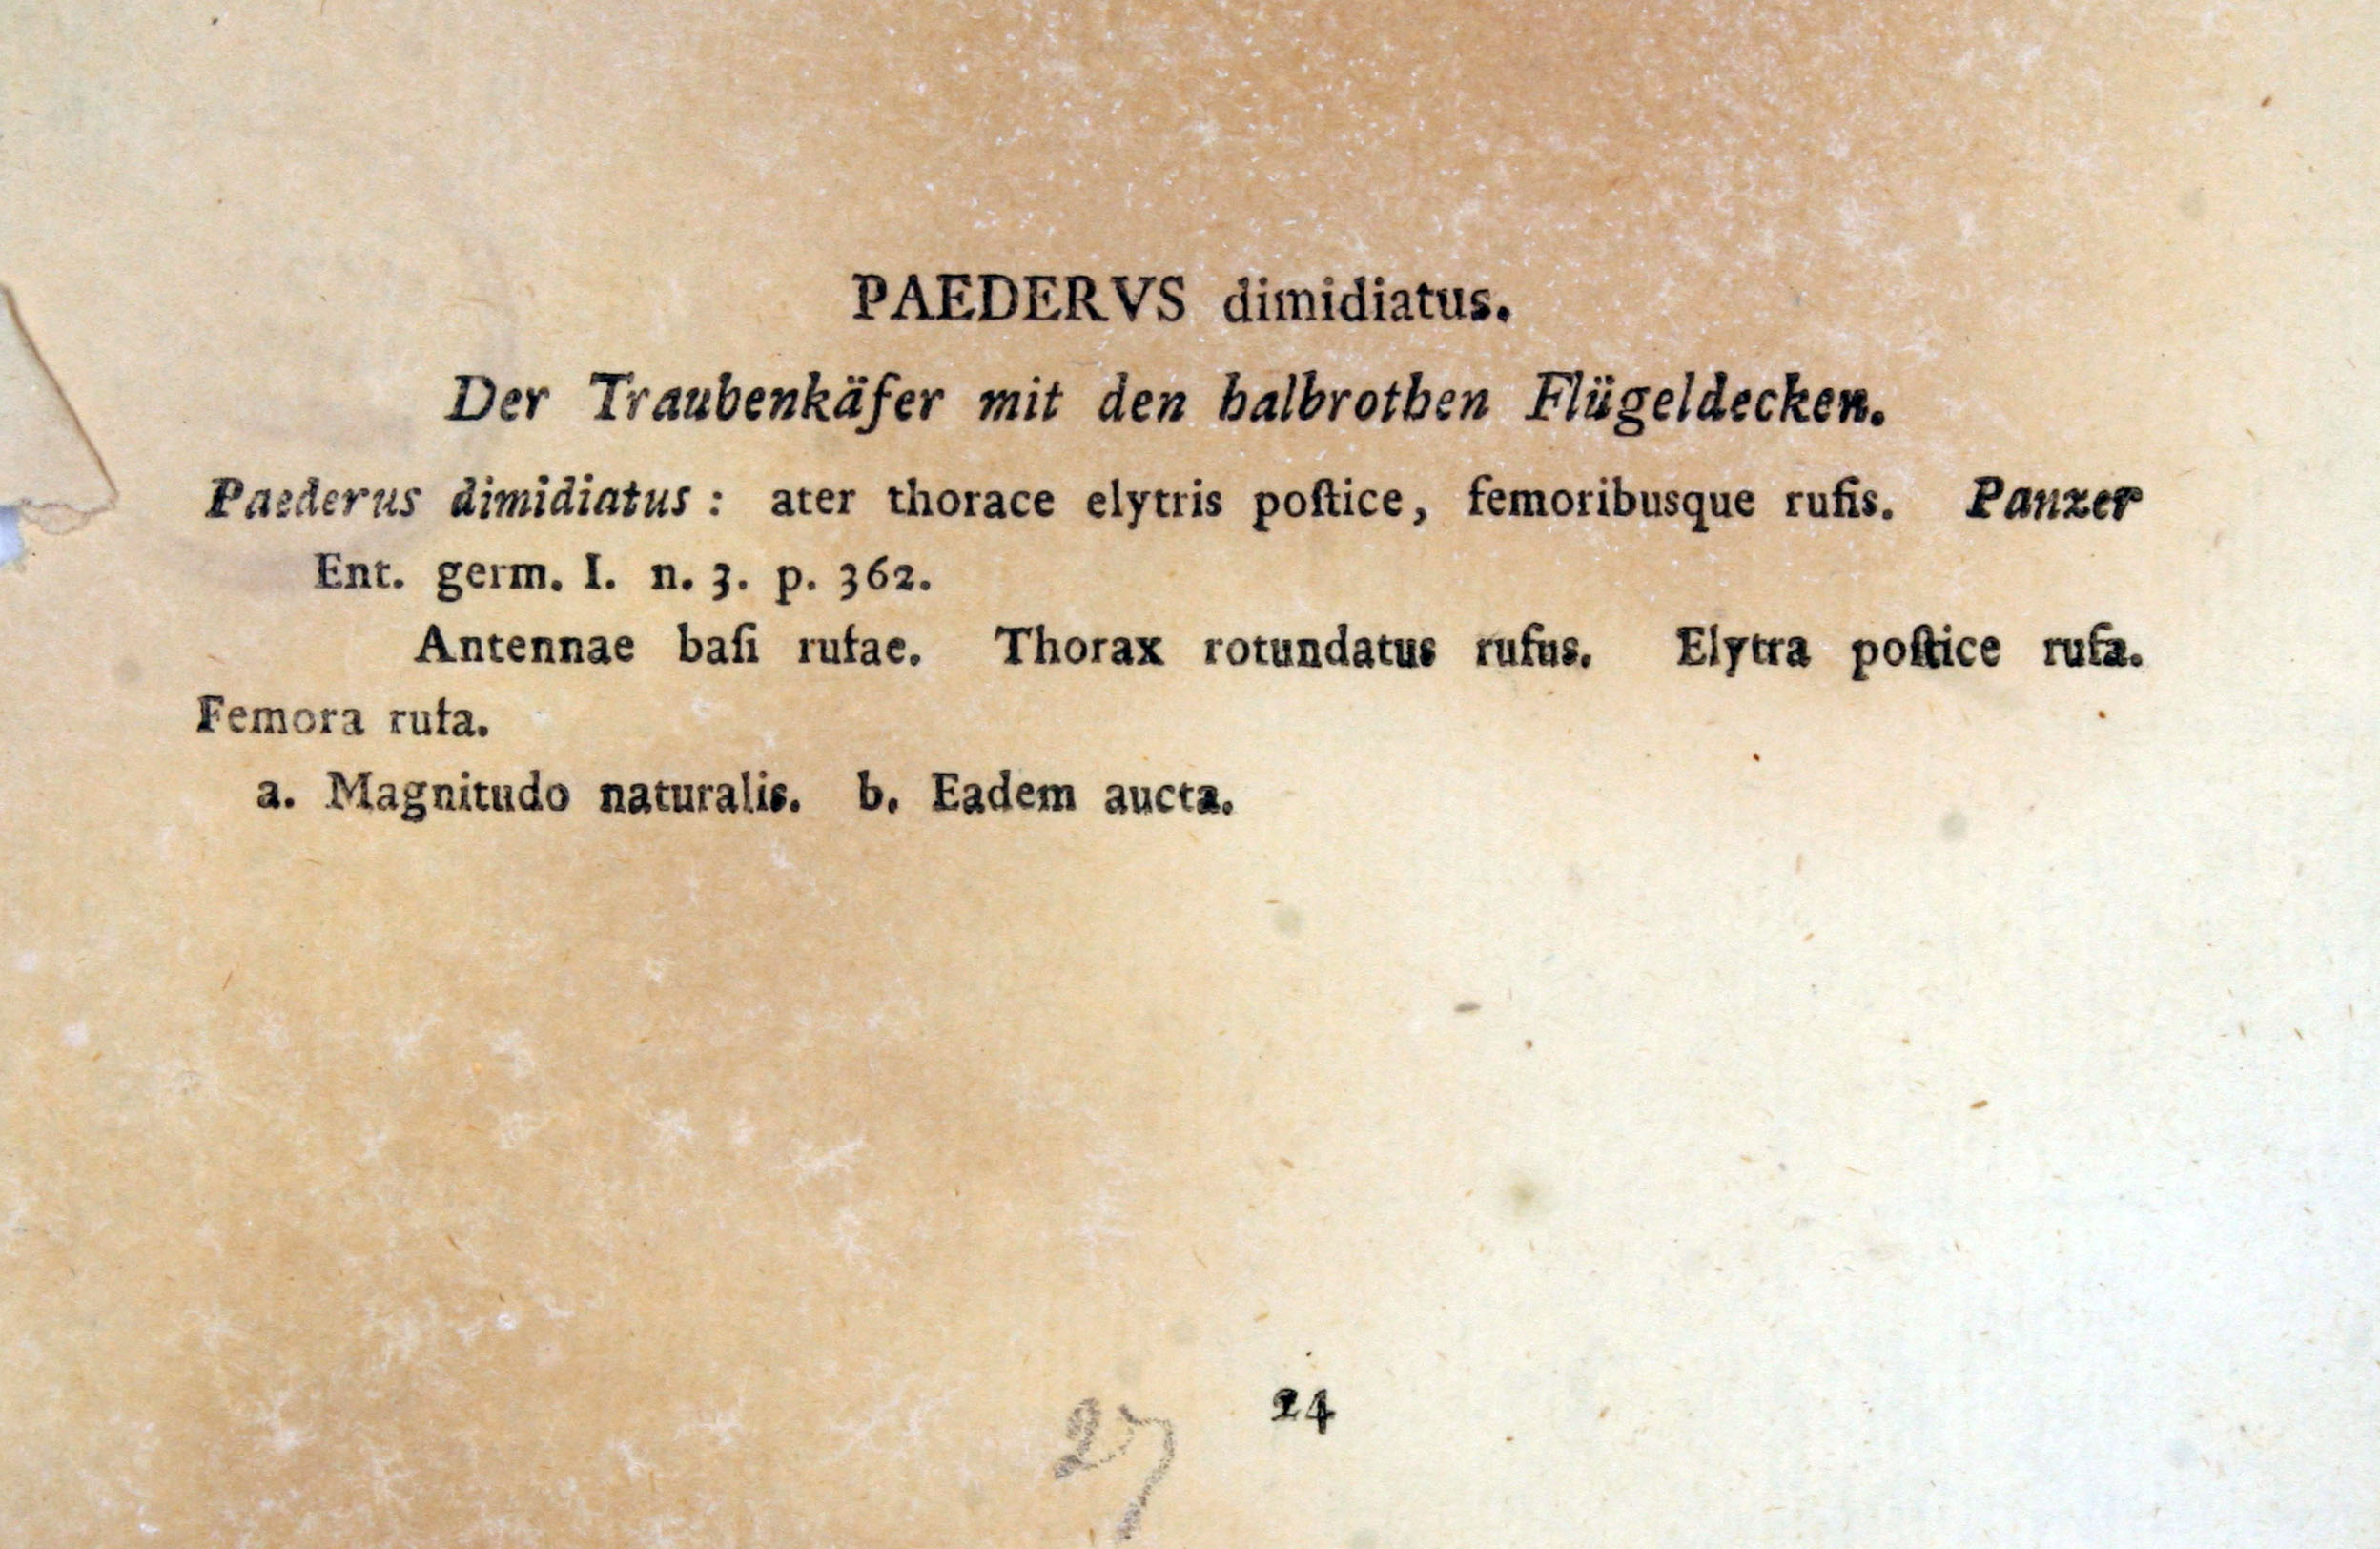 PAEDERVS dimidiatus.
Der Traubenkäfer mit den halbrothen Flügeldecken.
Paederus dimidiatus: ater thorace elytris poſtice, femoribusque rufis. Panzer
Ent. germ. I. n. 3. p. 362.
Antennae baſi rufae. Thorax rotundatus rufus. Elytra poſtice rufa.
Femora rufa.
a. Magnitudo naturalis. b. Eadem aucta.
24
27